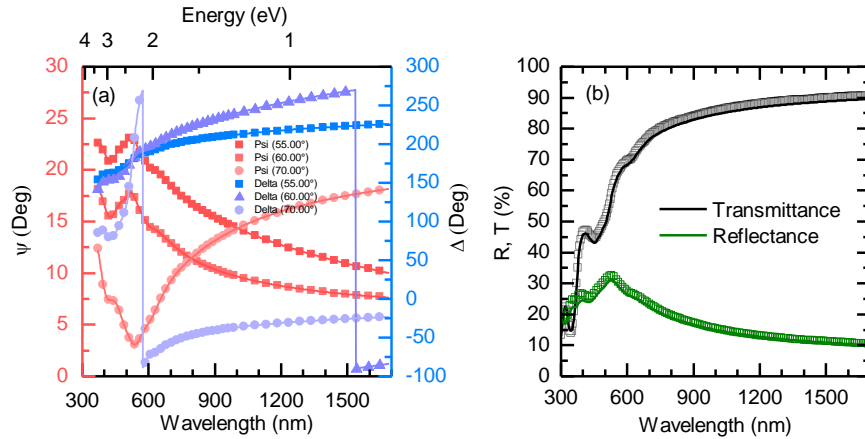 Energy (eV)
4 3 2 1
30
25
20
15
10
5
0
ψ (Deg)
(a)
Psi (55.00°)
Psi (60.00°)
Psi (70.00°)
Delta (55.00°)
Delta (60.00°)
Delta (70.00°)
300
250
200
150
100
50
0
-50
-100
Δ (Deg)
300 600 900 1200 1500
Wavelength (nm)
100
90
80
70
60
50
40
30
20
10
0
R, T (%)
(b)
Transmittance
Reflectance
300 600 900 1200 1500
Wavelength (nm)